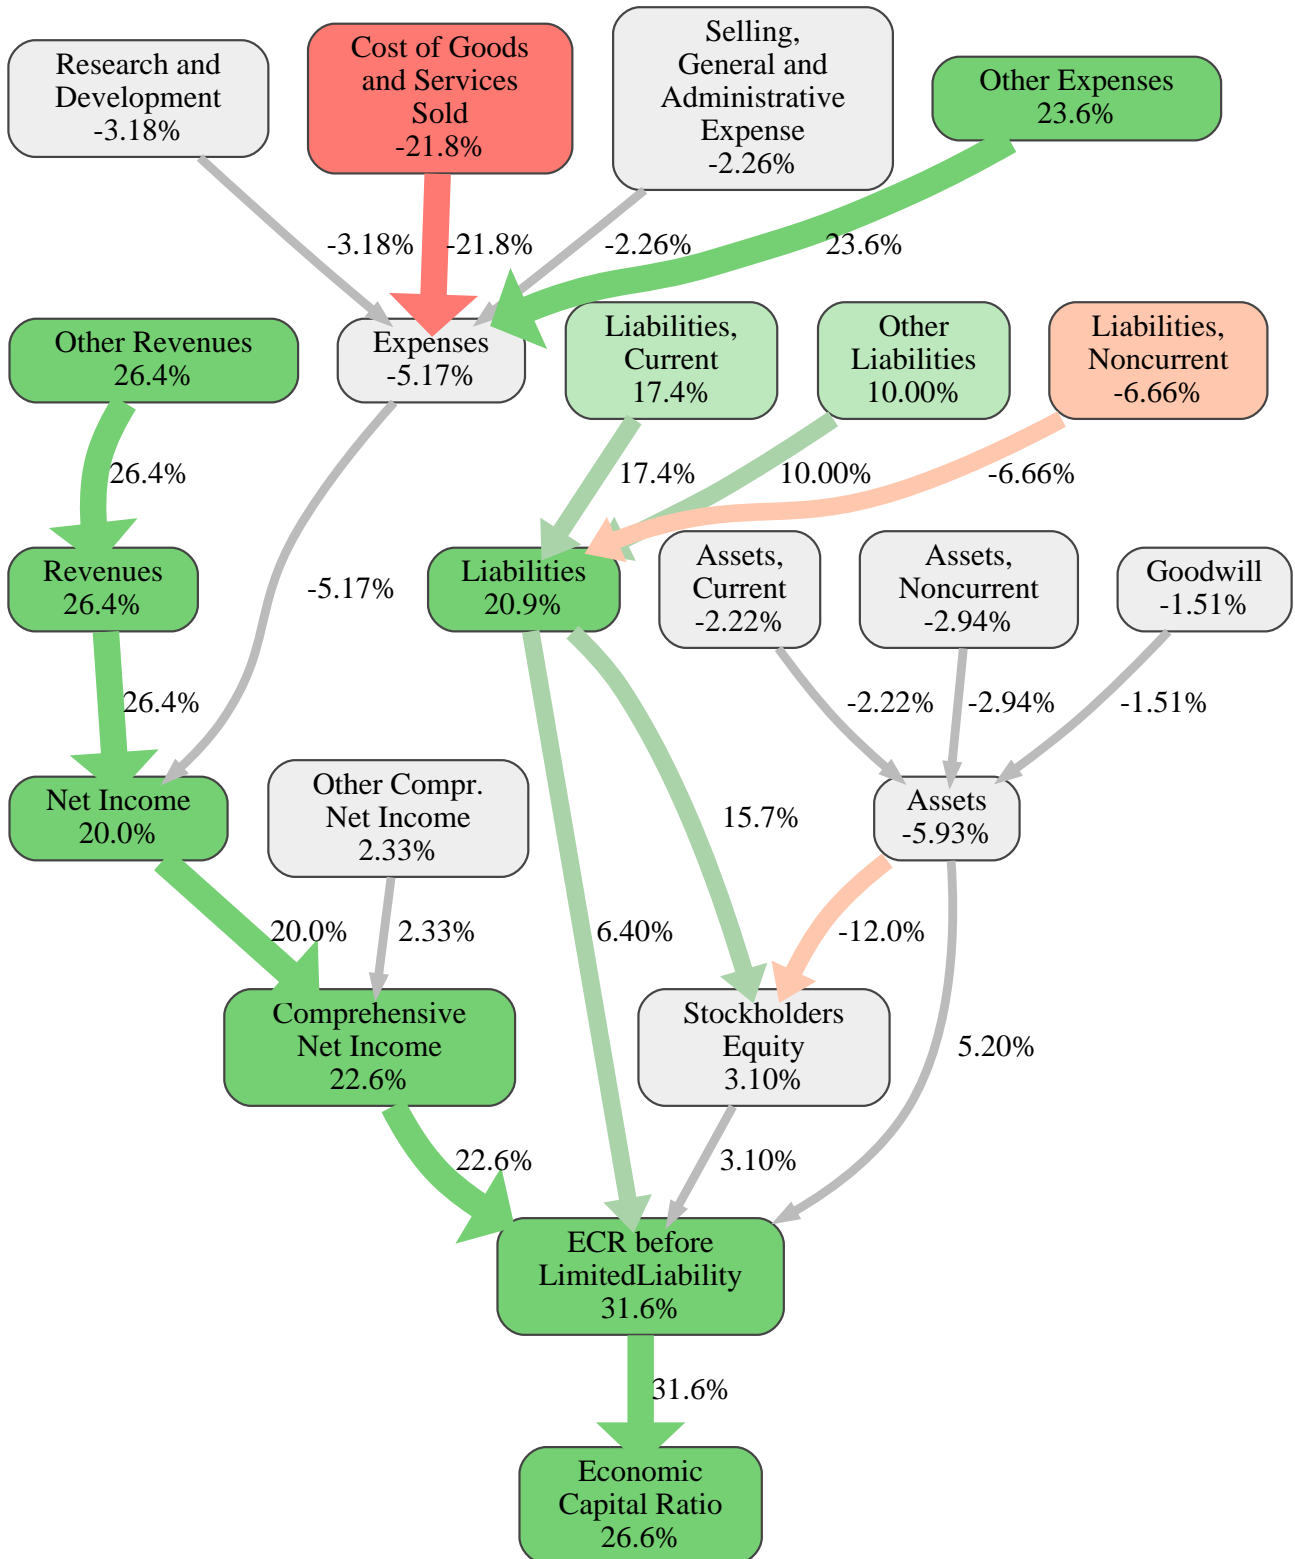 Research and
Development
-3.18%
Cost of Goods
and Services
Sold
-21.8%
Selling,
General and
Administrative
Expense
-2.26%
Other Expenses
23.6%
-3.18%
-21.8%
-2.26%
23.6%
Other Revenues
26.4%
Expenses
-5.17%
Liabilities,
Current
17.4%
Other
Liabilities
10.00%
Liabilities,
Noncurrent
-6.66%
26.4%
17.4%
10.00%
-6.66%
Revenues
26.4%
-5.17%
Liabilities
20.9%
Assets,
Current
-2.22%
Assets,
Noncurrent
-2.94%
Goodwill
-1.51%
26.4%
-2.22%
-2.94%
-1.51%
Net Income
20.0%
Other Compr.
Net Income
2.33%
15.7%
Assets
-5.93%
20.0%
2.33%
6.40%
-12.0%
Comprehensive
Net Income
22.6%
Stockholders
Equity
3.10%
5.20%
22.6%
3.10%
ECR before
LimitedLiability
31.6%
31.6%
Economic
Capital Ratio
26.6%